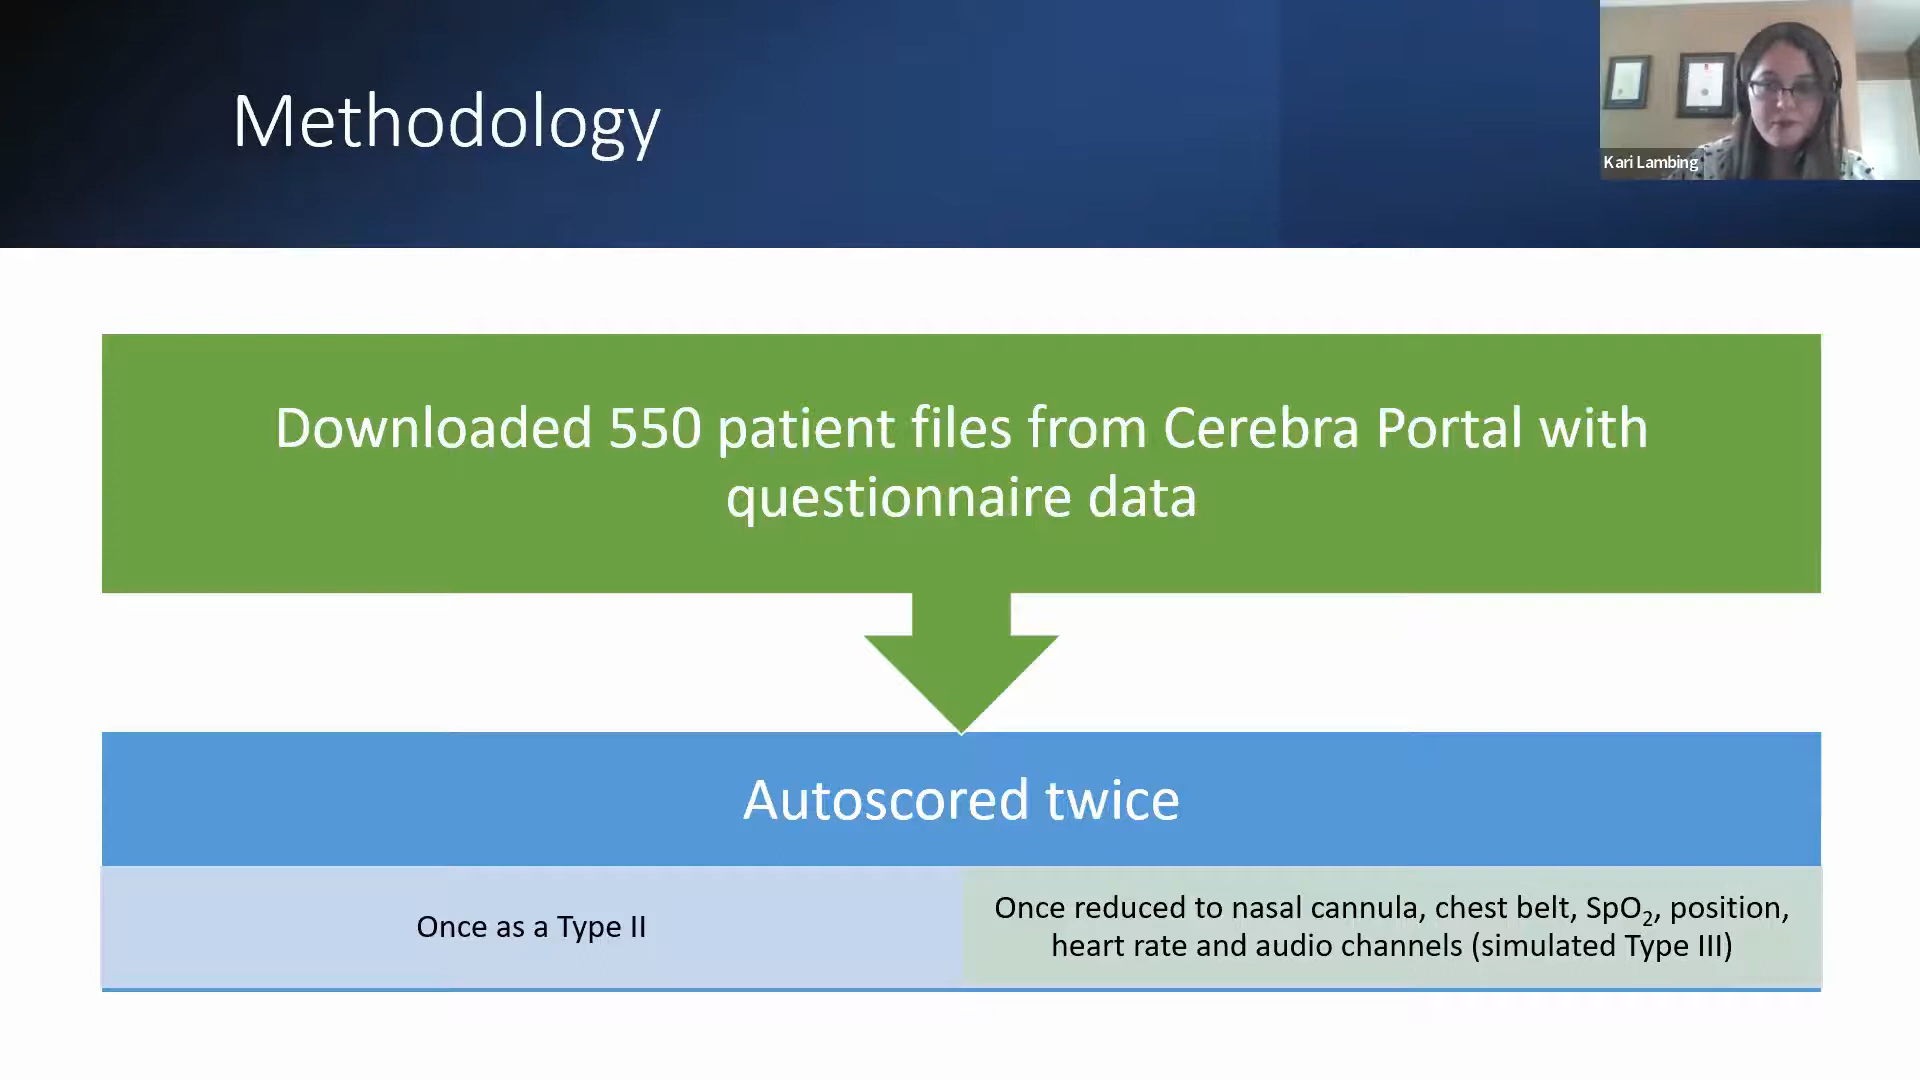 Methodology
Kari Lambing
Downloaded 550 patient files from Cerebra Portal with
questionnaire data
Autoscored twice
Once as a Type II
Once reduced to nasal cannula, chest belt, SpO₂, position,
heart rate and audio channels (simulated Type III)